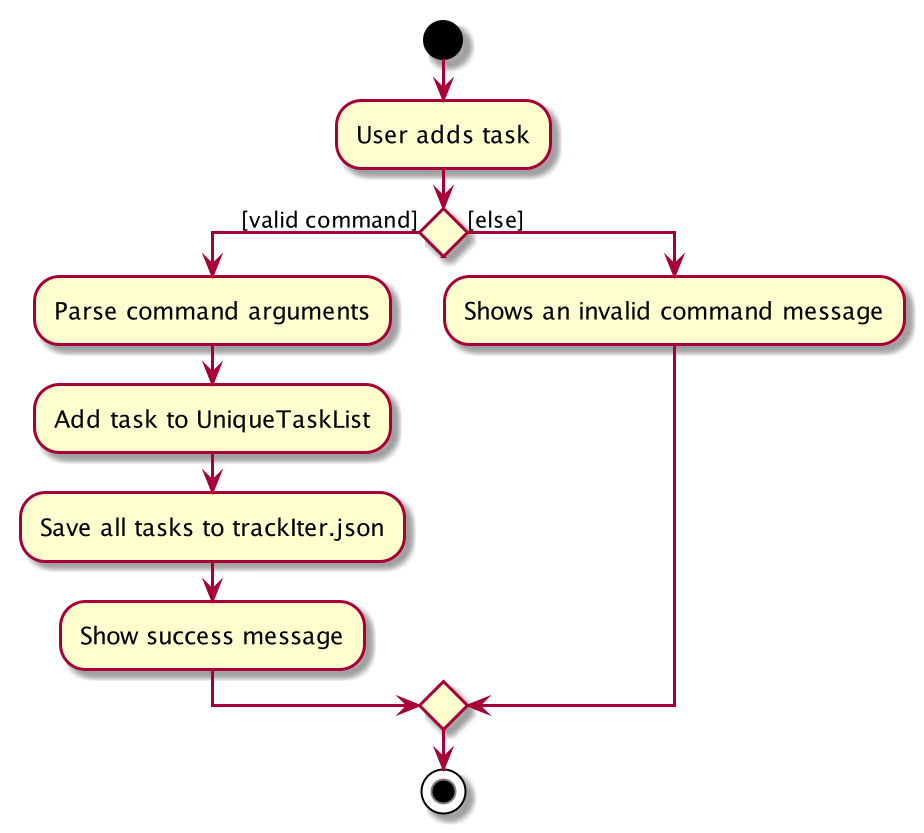 User adds task
[valid command]
[else]
Parse command arguments
Shows an invalid command message
Add task to UniqueTaskList
Save all tasks to trackIter.json
Show success message